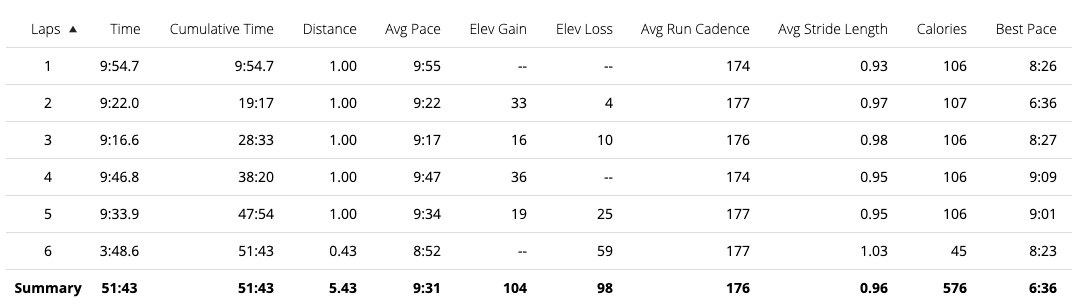 Laps ▲ Time Cumulative Time Distance Avg Pace Elev Gain Elev Loss Avg Run Cadence Avg Stride Length Calories Best Pace
1 9:54.7 9:54.7 1.00 9:55 -- -- 174 0.93 106 8:26
2 9:22.0 19:17 1.00 9:22 33 4 177 0.97 107 6:36
3 9:16.6 28:33 1.00 9:17 16 10 176 0.98 106 8:27
4 9:46.8 38:20 1.00 9:47 36 -- 174 0.95 106 9:09
5 9:33.9 47:54 1.00 9:34 19 25 177 0.95 106 9:01
6 3:48.6 51:43 0.43 8:52 -- 59 177 1.03 45 8:23
Summary 51:43 51:43 5.43 9:31 104 98 176 0.96 576 6:36